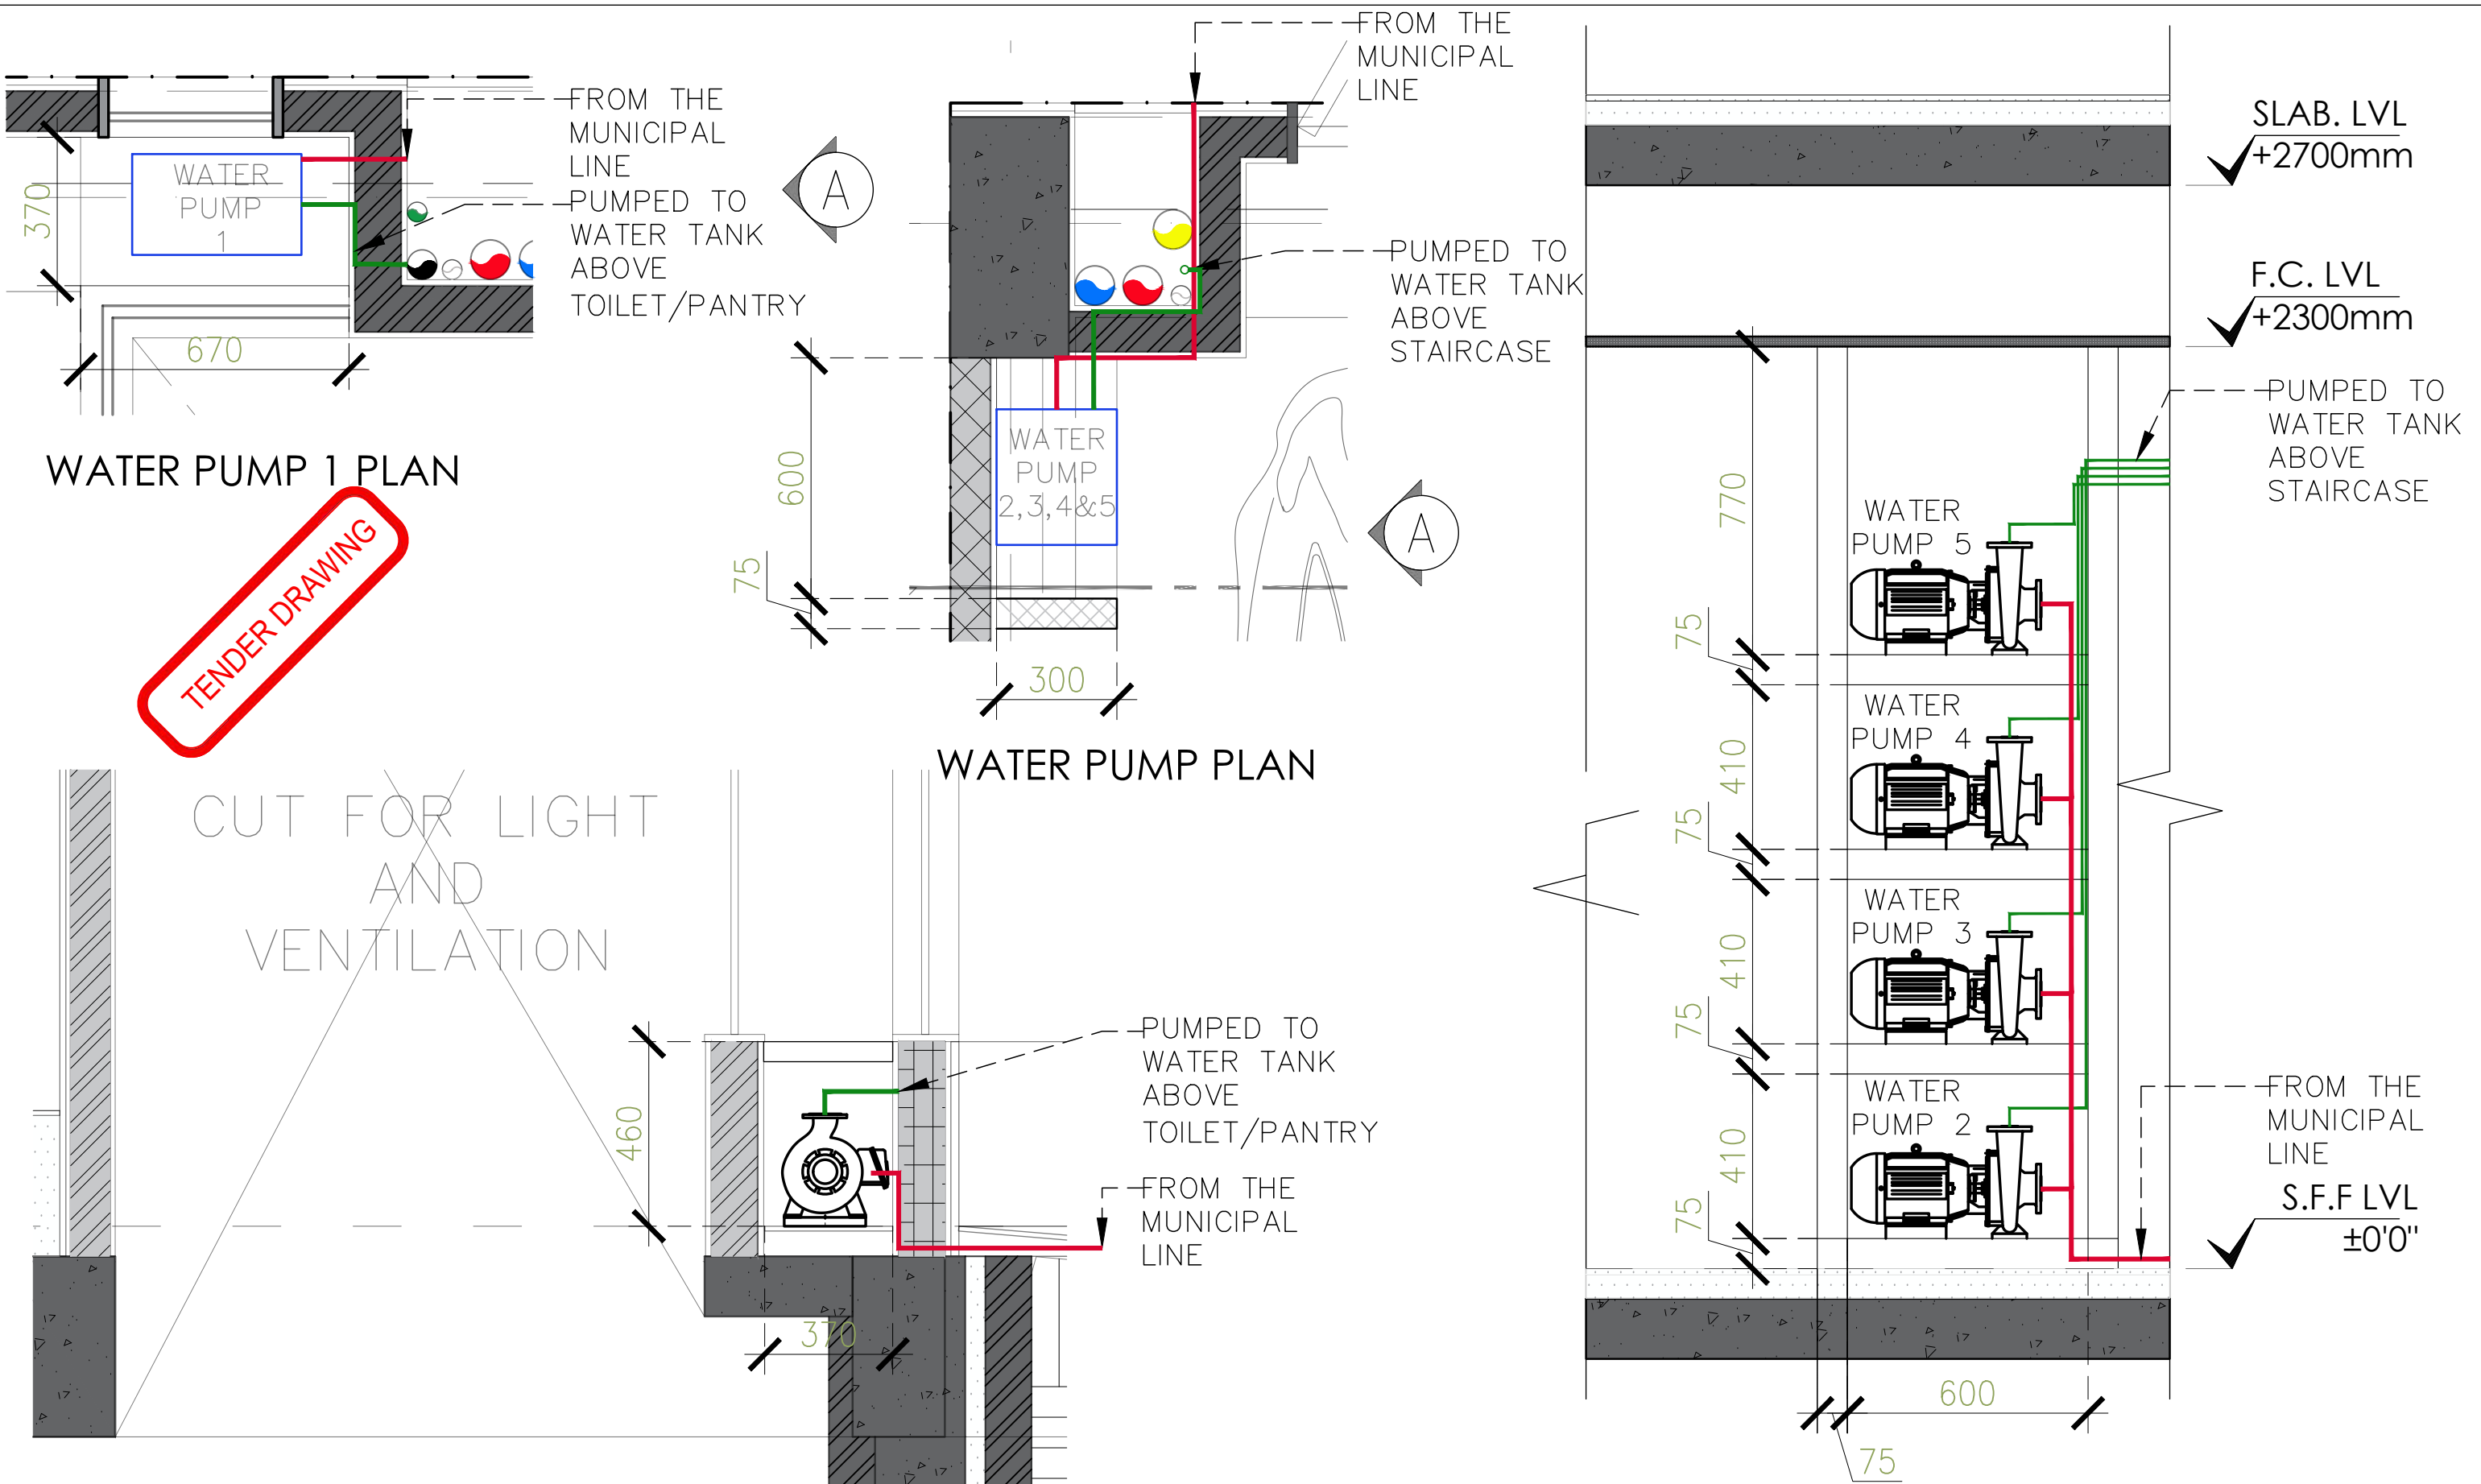 FROM THE
MUNICIPAL
LINE
PUMPED TO
WATER TANK
ABOVE
TOILET/PANTRY
WATER
PUMP
1
370
670
WATER PUMP 1 PLAN
TENDER DRAWING
A
FROM THE
MUNICIPAL
LINE
PUMPED TO
WATER TANK
ABOVE
STAIRCASE
WATER
PUMP
2,3,4&5
600
75
300
A
WATER PUMP PLAN
CUT FOR LIGHT
AND
VENTILATION
460
370
PUMPED TO
WATER TANK
ABOVE
TOILET/PANTRY
FROM THE
MUNICIPAL
LINE
SLAB. LVL
+2700mm
F.C. LVL
+2300mm
PUMPED TO
WATER TANK
ABOVE
STAIRCASE
770
WATER
PUMP 5
75
WATER
PUMP 4
410
75
WATER
PUMP 3
410
75
WATER
PUMP 2
410
75
FROM THE
MUNICIPAL
LINE
S.F.F LVL
±0'0"
600
75